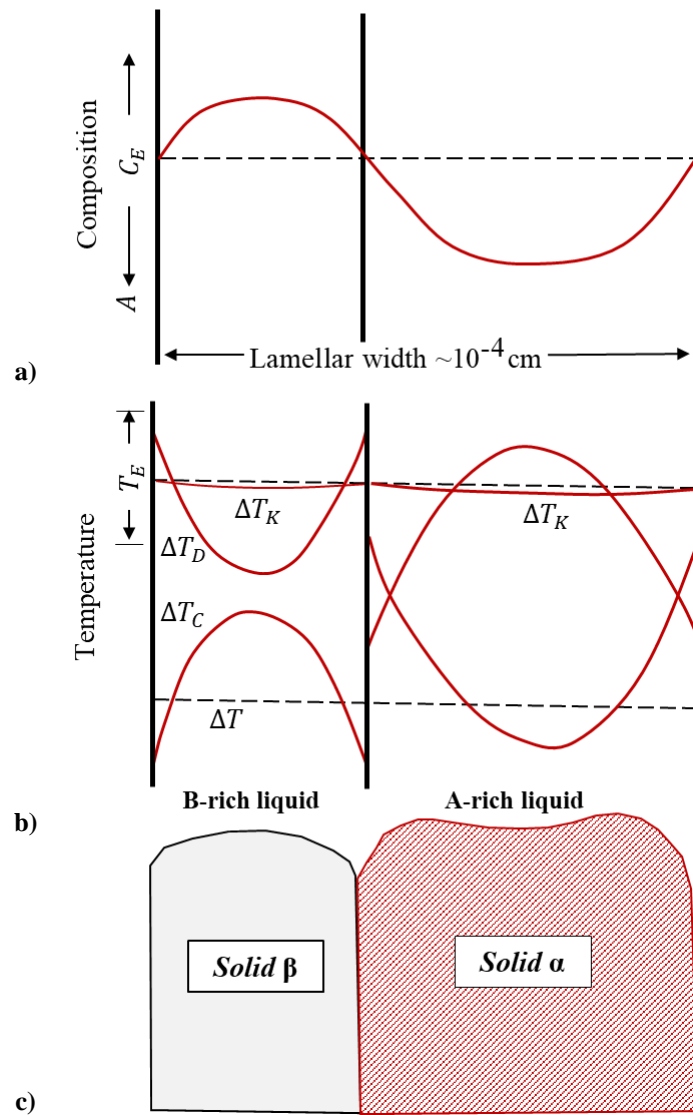 Composition
A
C_E
Lamellar width ~10^-4 cm
a)
Temperature
T_E
ΔT_K
ΔT_K
ΔT_D
ΔT_C
ΔT
B-rich liquid
A-rich liquid
b)
Solid β
Solid α
c)